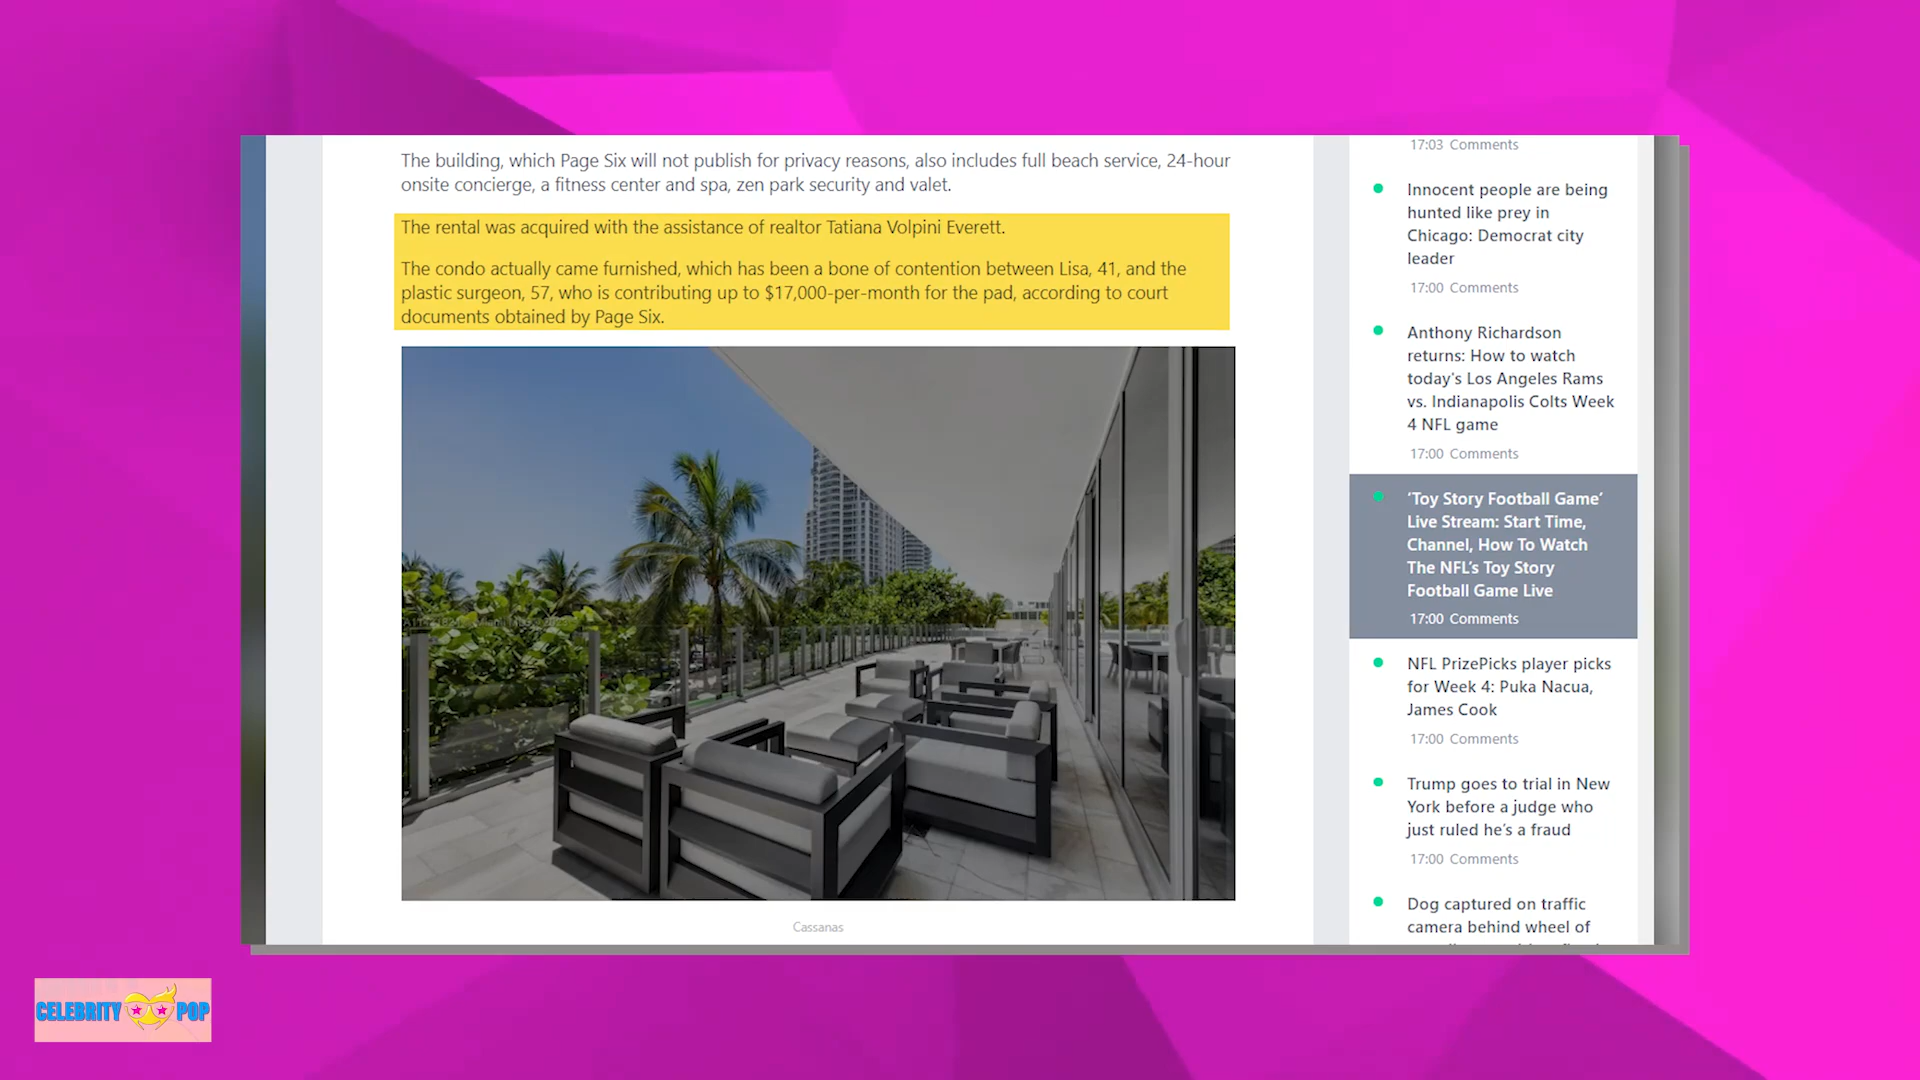 The building, which Page Six will not publish for privacy reasons, also includes full beach service, 24-hour
onsite concierge, a fitness center and spa, zen park security and valet.
The rental was acquired with the assistance of realtor Tatiana Volpini Everett.
The condo actually came furnished, which has been a bone of contention between Lisa, 41, and the
plastic surgeon, 57, who is contributing up to $17,000-per-month for the pad, according to court
documents obtained by Page Six.
Cassanas
17:03 Comments
Innocent people are being
hunted like prey in
Chicago: Democrat city
leader
17:00 Comments
Anthony Richardson
returns: How to watch
today's Los Angeles Rams
vs. Indianapolis Colts Week
4 NFL game
17:00 Comments
‘Toy Story Football Game’
Live Stream: Start Time,
Channel, How To Watch
The NFL’s Toy Story
Football Game Live
17:00 Comments
NFL PrizePicks player picks
for Week 4: Puka Nacua,
James Cook
17:00 Comments
Trump goes to trial in New
York before a judge who
just ruled he’s a fraud
17:00 Comments
Dog captured on traffic
camera behind wheel of
CELEBRITY POP